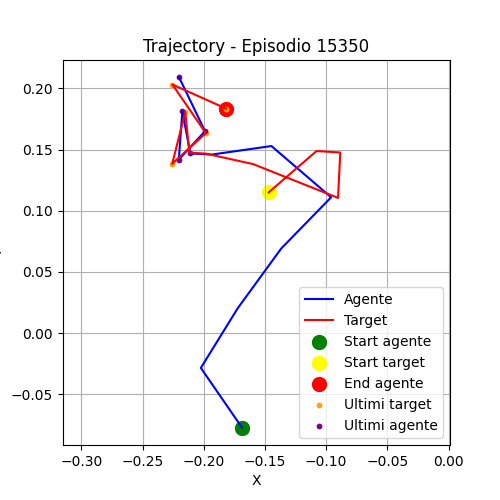 Trajectory - Episodio 15350
0.20
0.15
0.10
0.05
0.00
−0.05
−0.30
−0.25
−0.20
−0.15
−0.10
−0.05
0.00
X
Agente
Target
Start agente
Start target
End agente
Ultimi target
Ultimi agente